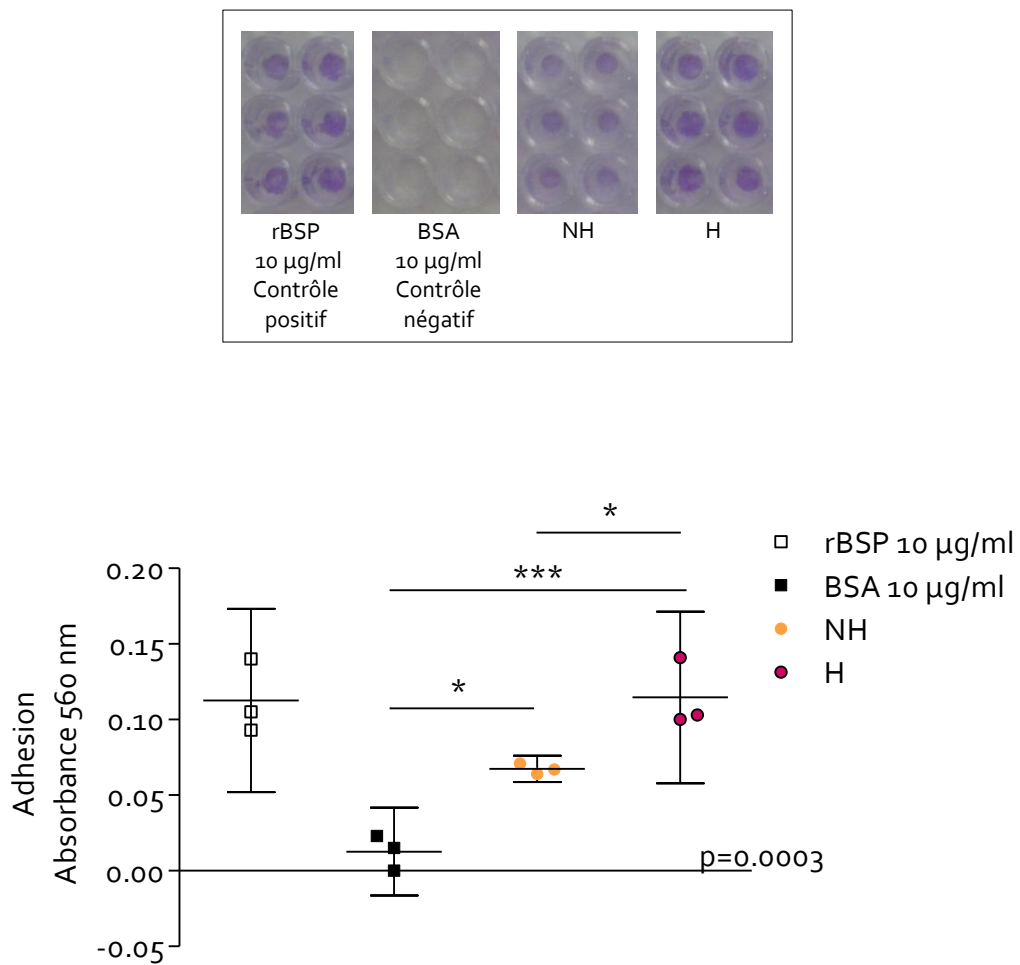 rBSP
10 µg/ml
Contrôle
positif
BSA
10 µg/ml
Contrôle
négatif
NH
H
*
***
*
0.20
0.15
0.10
0.05
0.00
-0.05
Adhesion
Absorbance 560 nm
p=0.0003
rBSP 10 µg/ml
BSA 10 µg/ml
NH
H